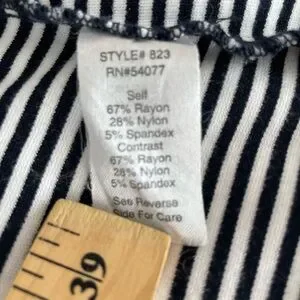 STYLE# 823
RN#54077
Self
67% Rayon
28% Nylon
5% Spandex
Contrast
67% Rayon
28% Nylon
5% Spandex
See Reverse
Side For Care
39